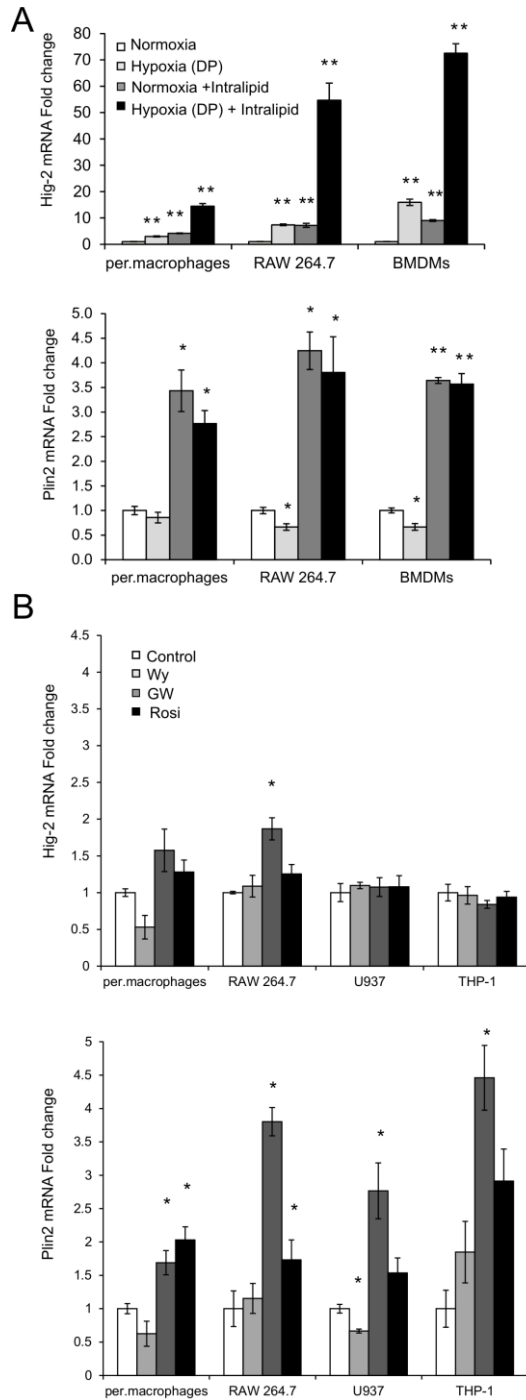 A
Hig-2 mRNA Fold change
80
70
60
50
40
30
20
10
0
Normoxia
Hypoxia (DP)
Normoxia +Intralipid
Hypoxia (DP) + Intralipid
** ** **
** ** **
** ** **
per.macrophages RAW 264.7 BMDMs
Plin2 mRNA Fold change
5.0
4.5
4.0
3.5
3.0
2.5
2.0
1.5
1.0
0.5
0.0
* *
* * *
* ** **
per.macrophages RAW 264.7 BMDMs
B
Hig-2 mRNA Fold change
4.5
4
3.5
3
2.5
2
1.5
1
0.5
0
Control
Wy
GW
Rosi
*
per.macrophages RAW 264.7 U937 THP-1
Plin2 mRNA Fold change
5
4.5
4
3.5
3
2.5
2
1.5
1
0.5
0
* *
* *
* *
*
per.macrophages RAW 264.7 U937 THP-1